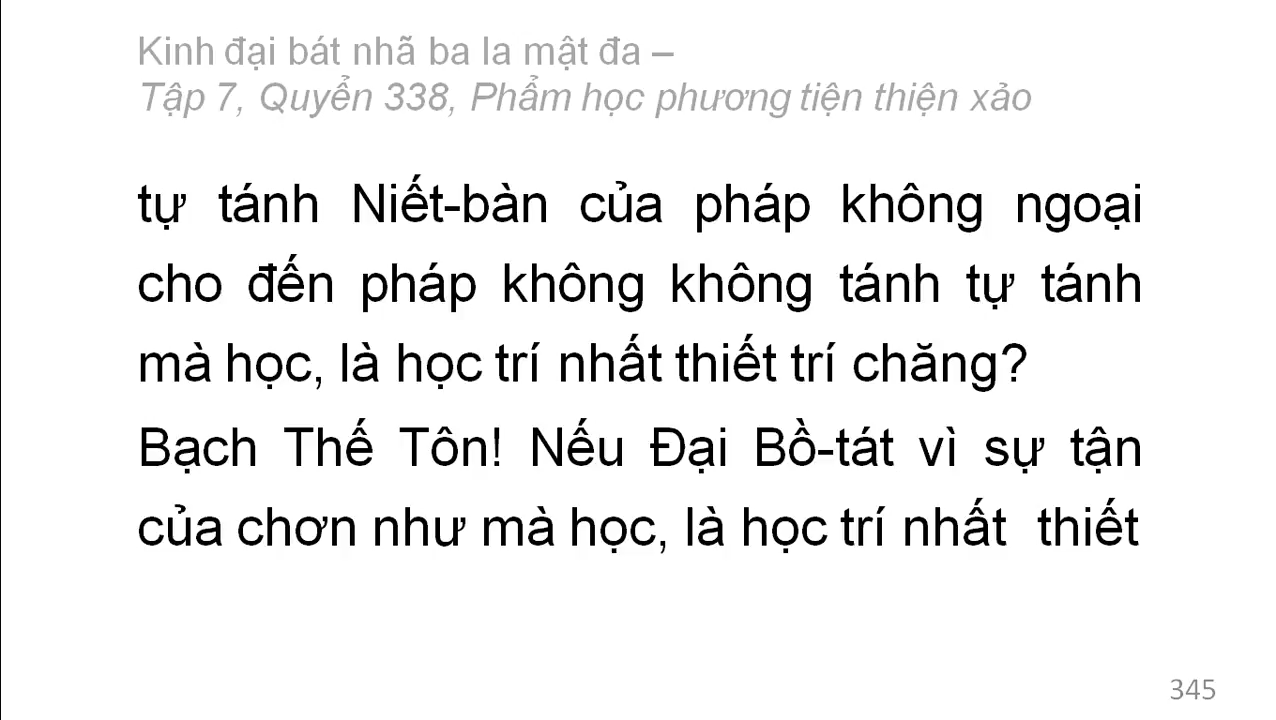 Kinh đại bát nhã ba la mật đa –
Tập 7, Quyển 338, Phẩm học phương tiện thiện xảo
tự tánh Niết-bàn của pháp không ngoại
cho đến pháp không không tánh tự tánh
mà học, là học trí nhất thiết trí chăng?
Bạch Thế Tôn! Nếu Đại Bồ-tát vì sự tận
của chơn như mà học, là học trí nhất thiết
345